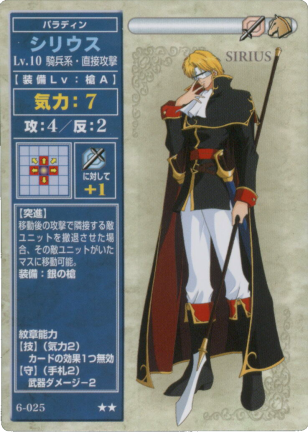 パラディン
シリウス
Lv.10 騎兵系・直接攻撃
【装備Lv：槍A】
気力：7
攻：4／反：2
に対して
+1
【突進】
移動後の攻撃で隣接する敵
ユニットを撤退させた場
合、その敵ユニットがいた
マスに移動可能。
装備：銀の槍
紋章能力
【技】（気力2）
カードの効果1つ無効
【守】（手札2）
武器ダメージ－2
6-025
★★
SIRIUS